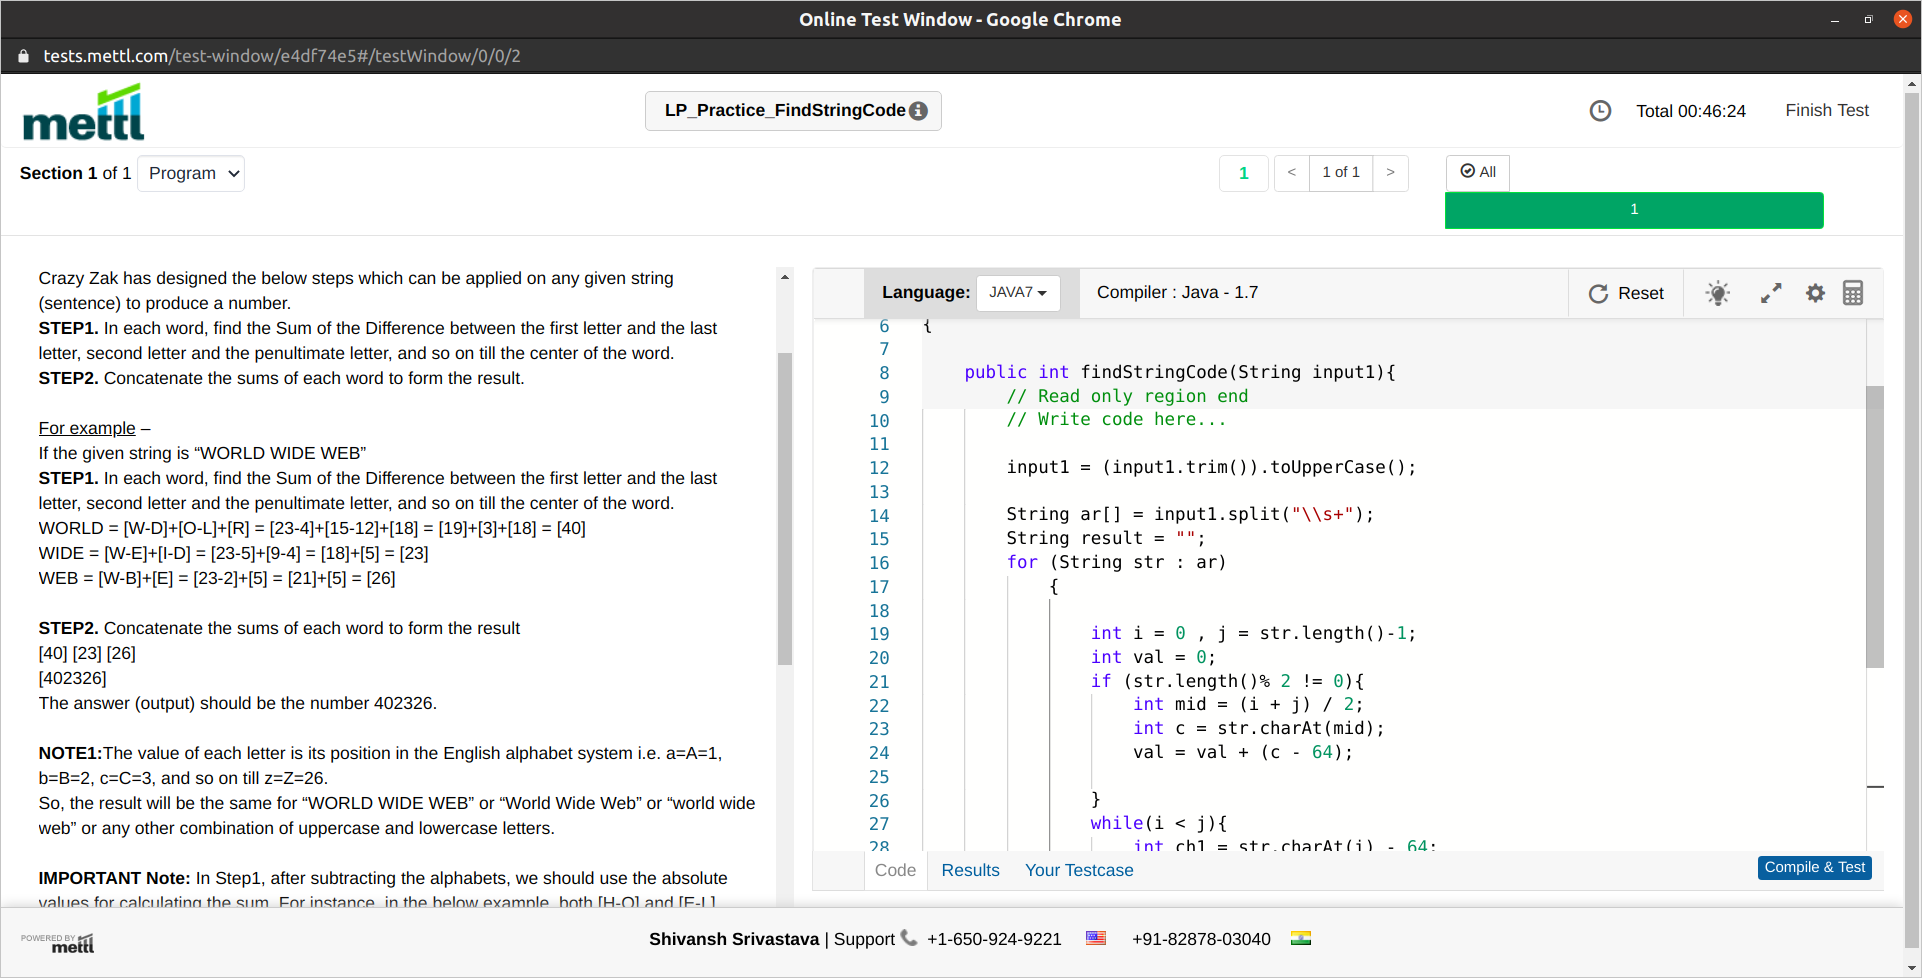 Online Test Window - Google Chrome
tests.mettl.com/test-window/e4df74e5#/testWindow/0/0/2
mettl
LP_Practice_FindStringCode
Total 00:46:24
Finish Test
Section 1 of 1 Program
1 < 1 of 1 >
All
1
Crazy Zak has designed the below steps which can be applied on any given string
(sentence) to produce a number.
STEP1. In each word, find the Sum of the Difference between the first letter and the last
letter, second letter and the penultimate letter, and so on till the center of the word.
STEP2. Concatenate the sums of each word to form the result.
For example –
If the given string is “WORLD WIDE WEB”
STEP1. In each word, find the Sum of the Difference between the first letter and the last
letter, second letter and the penultimate letter, and so on till the center of the word.
WORLD = [W-D]+[O-L]+[R] = [23-4]+[15-12]+[18] = [19]+[3]+[18] = [40]
WIDE = [W-E]+[I-D] = [23-5]+[9-4] = [18]+[5] = [23]
WEB = [W-B]+[E] = [23-2]+[5] = [21]+[5] = [26]
STEP2. Concatenate the sums of each word to form the result
[40] [23] [26]
[402326]
The answer (output) should be the number 402326.
NOTE1:The value of each letter is its position in the English alphabet system i.e. a=A=1,
b=B=2, c=C=3, and so on till z=Z=26.
So, the result will be the same for “WORLD WIDE WEB” or “World Wide Web” or “world wide
web” or any other combination of uppercase and lowercase letters.
IMPORTANT Note: In Step1, after subtracting the alphabets, we should use the absolute
values for calculating the sum. For instance, in the below example, both [H-O] and [E-L]
Language: JAVA7
Compiler : Java - 1.7
Reset
6 {
7
8 public int findStringCode(String input1){
9 // Read only region end
10 // Write code here...
11
12 input1 = (input1.trim()).toUpperCase();
13
14 String ar[] = input1.split("\\s+");
15 String result = "";
16 for (String str : ar)
17 {
18
19 int i = 0 , j = str.length()-1;
20 int val = 0;
21 if (str.length()% 2 != 0){
22 int mid = (i + j) / 2;
23 int c = str.charAt(mid);
24 val = val + (c - 64);
25
26 }
27 while(i < j){
28 int ch1 = str.charAt(i) - 64;
Code Results Your Testcase
Compile & Test
POWERED BY
mettl
Shivansh Srivastava | Support +1-650-924-9221 +91-82878-03040